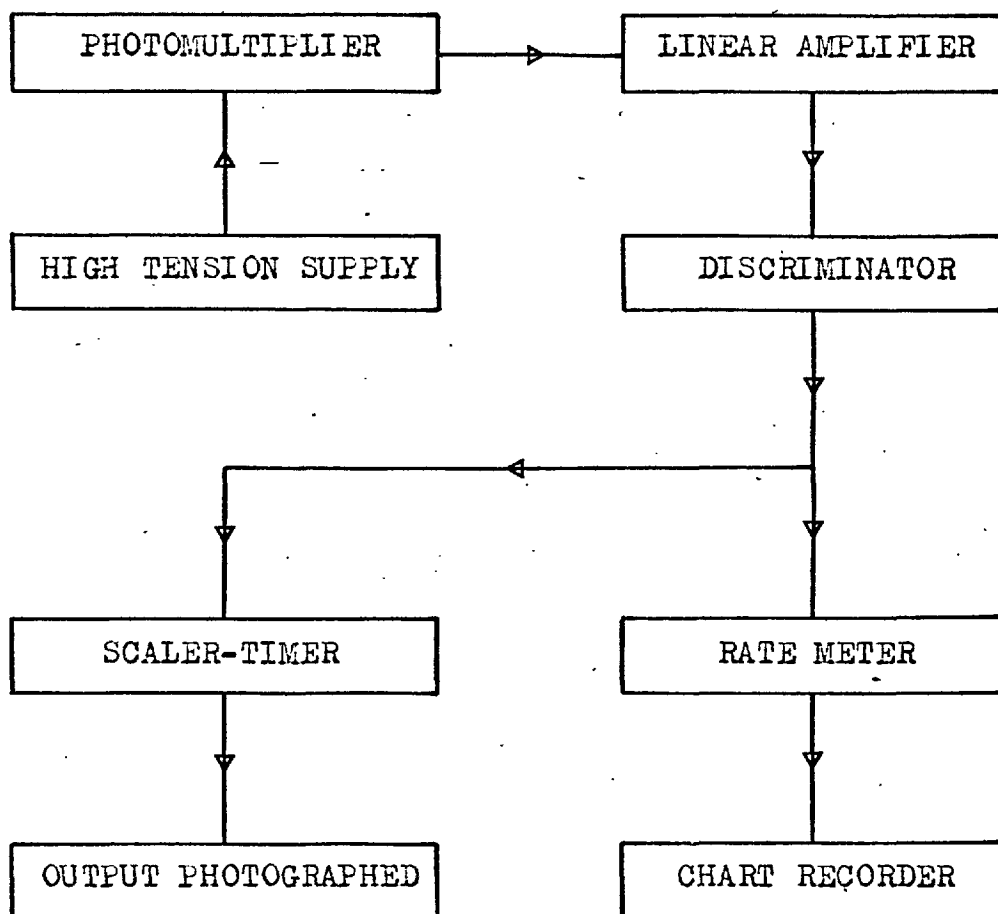 PHOTOMULTIPLIER
LINEAR AMPLIFIER
HIGH TENSION SUPPLY
DISCRIMINATOR
SCALER-TIMER
RATE METER
OUTPUT PHOTOGRAPHED
CHART RECORDER